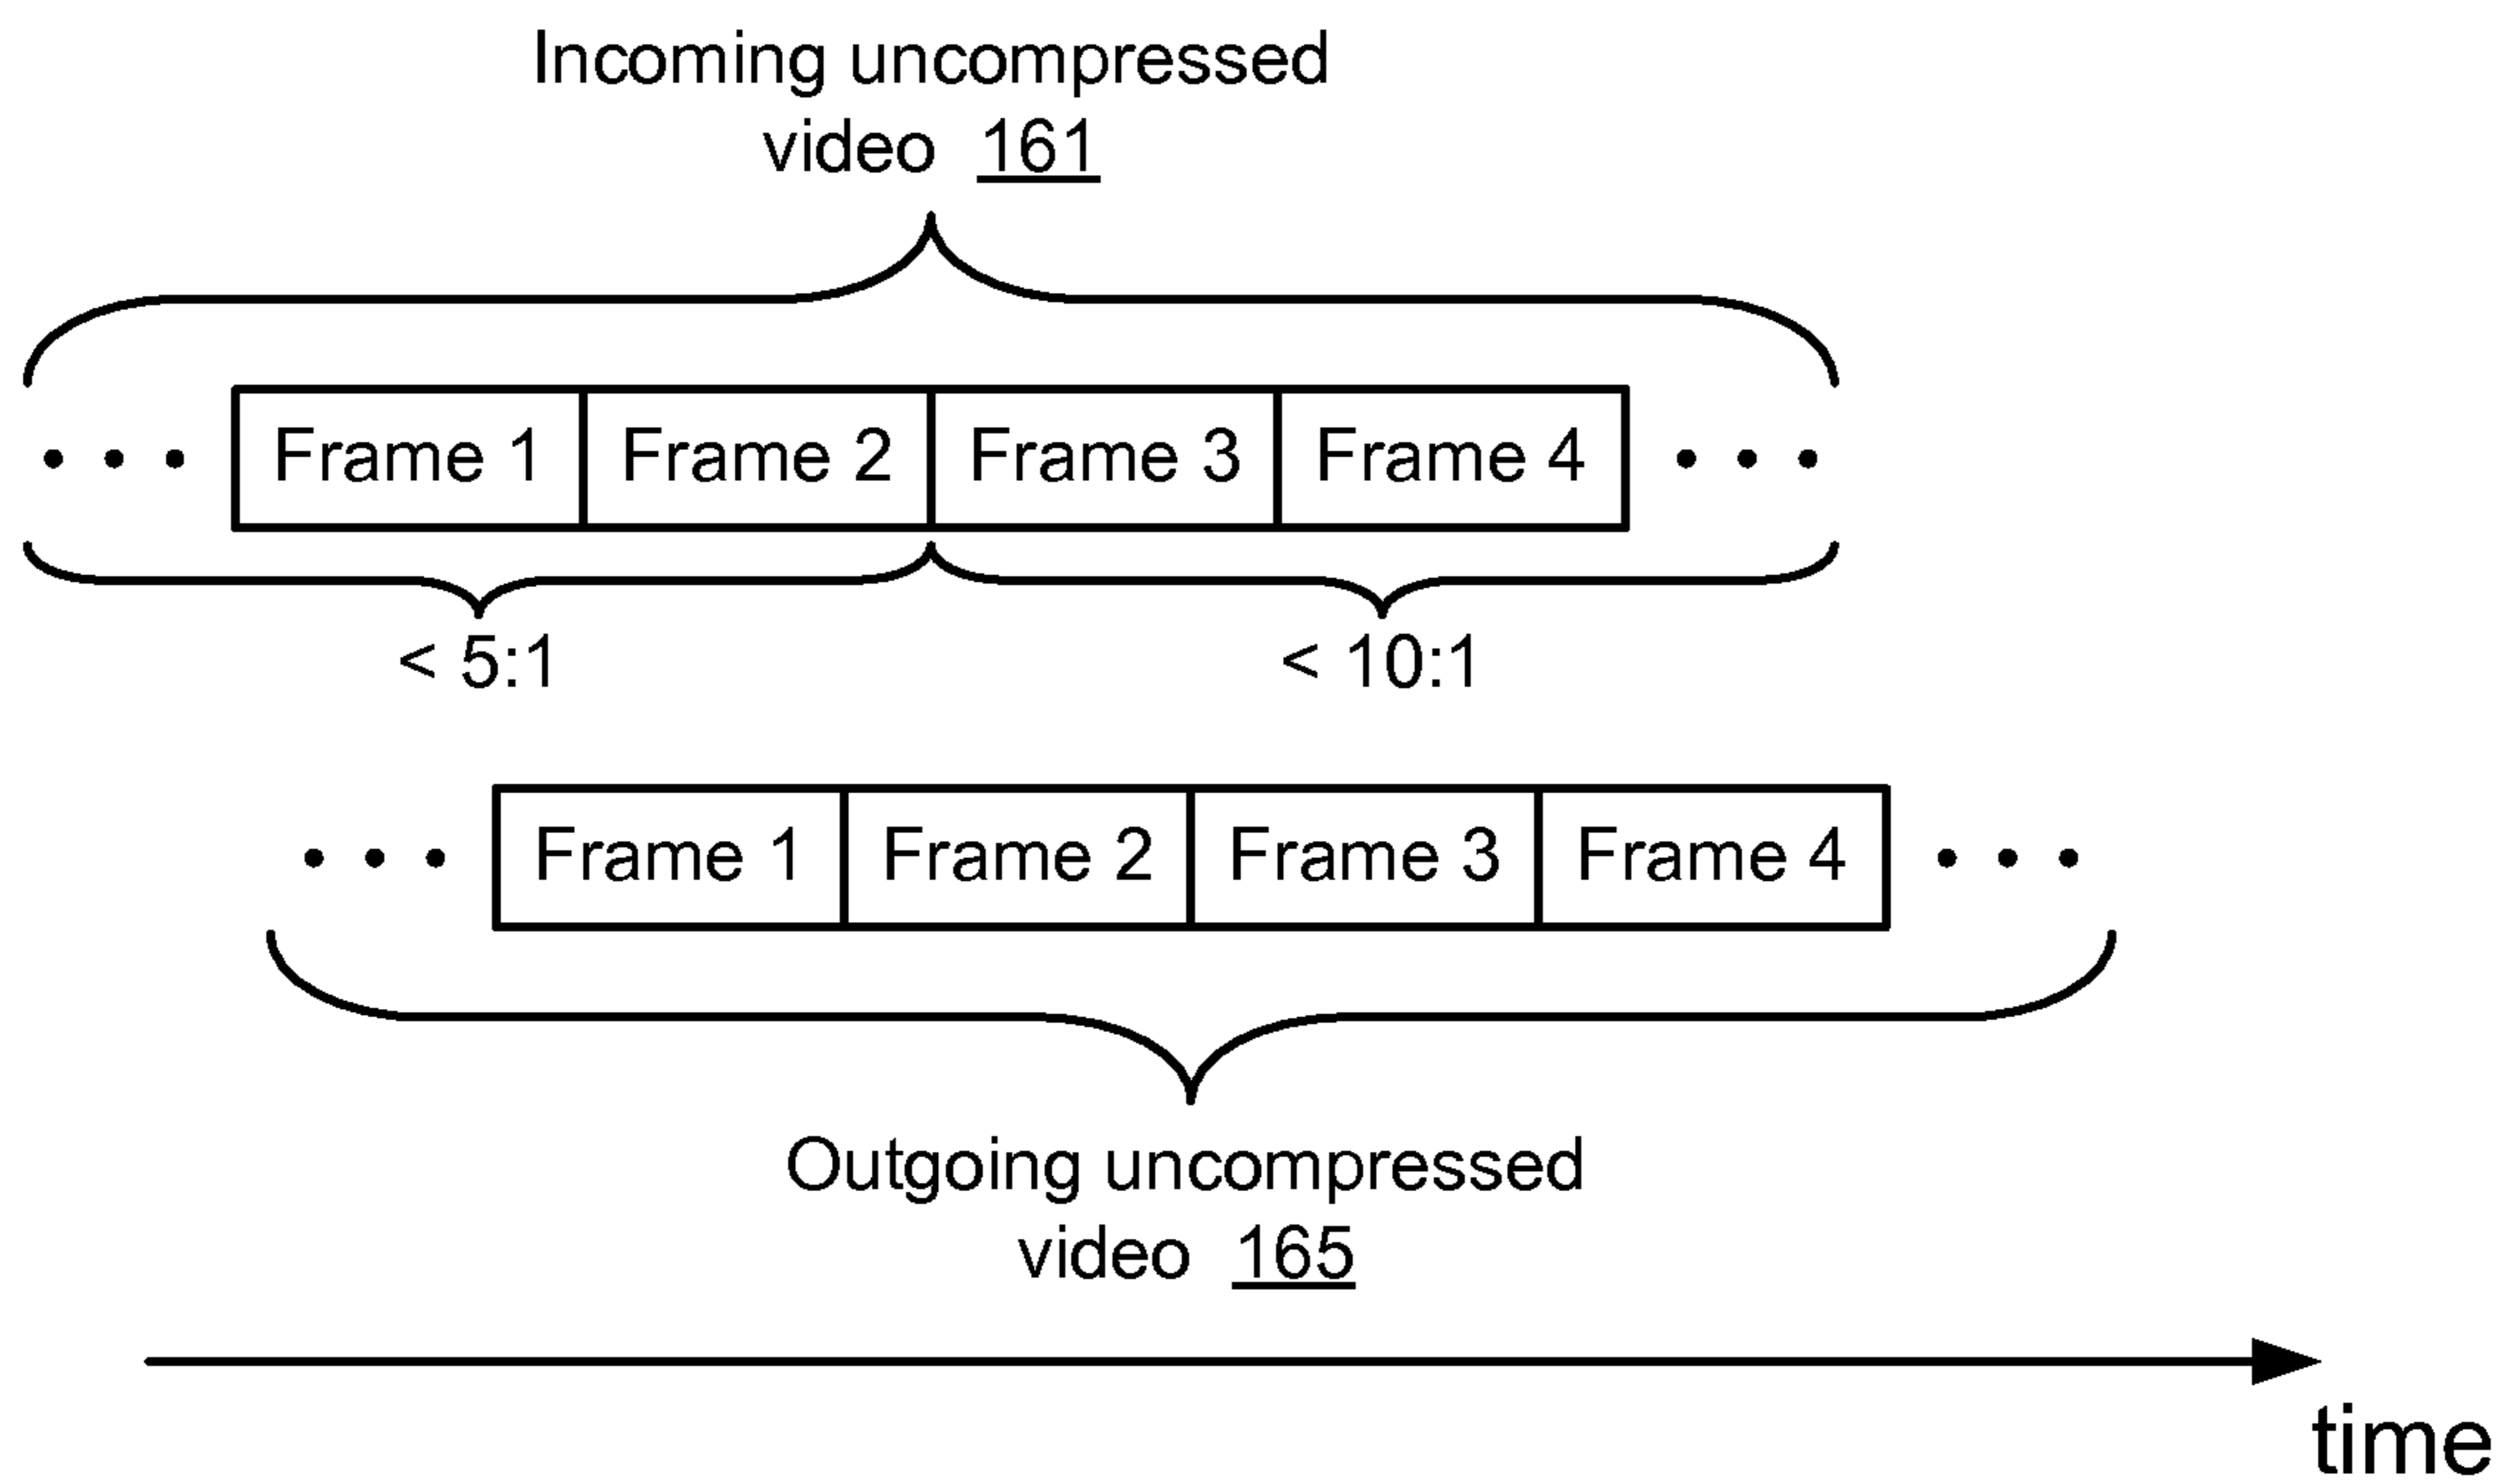 Incoming uncompressed
video 161
• • • Frame 1 Frame 2 Frame 3 Frame 4 • • •
< 5:1 < 10:1
• • • Frame 1 Frame 2 Frame 3 Frame 4 • • •
Outgoing uncompressed
video 165
time